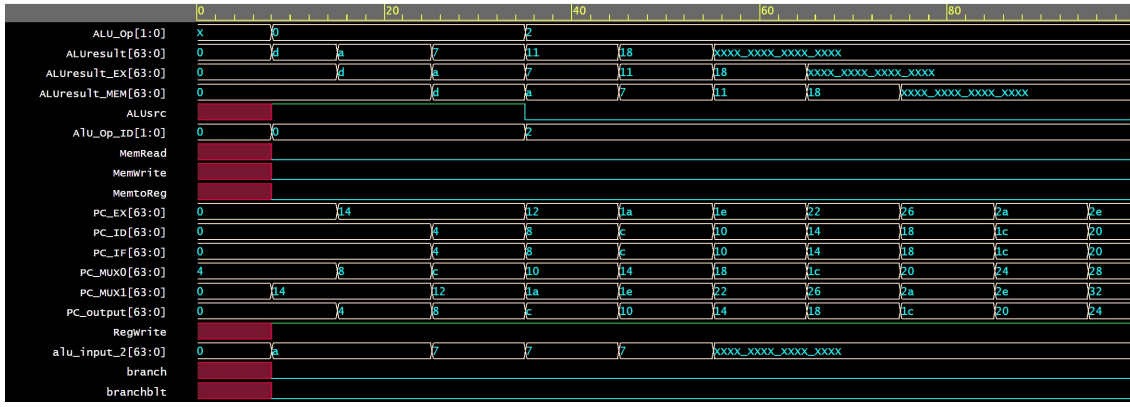 0 20 40 60 80
ALU_Op[1:0] x 0 2
ALUresult[63:0] 0 d a 7 11 18 xxxx_xxxx_xxxx_xxxx
ALUresult_EX[63:0] 0 d a 7 11 18 xxxx_xxxx_xxxx_xxxx
ALUresult_MEM[63:0] 0 d a 7 11 18 xxxx_xxxx_xxxx_xxxx
ALUsrc
AlU_Op_ID[1:0] 0 0 2
MemRead
MemWrite
MemtoReg
PC_EX[63:0] 0 14 12 1a 1e 22 26 2a 2e
PC_ID[63:0] 0 4 8 c 10 14 18 1c 20
PC_IF[63:0] 0 4 8 c 10 14 18 1c 20
PC_MUX0[63:0] 4 8 c 10 14 18 1c 20 24 28
PC_MUX1[63:0] 0 14 12 1a 1e 22 26 2a 2e 32
PC_output[63:0] 0 4 8 c 10 14 18 1c 20 24
RegWrite
alu_input_2[63:0] 0 a 7 7 7 xxxx_xxxx_xxxx_xxxx
branch
branchblt